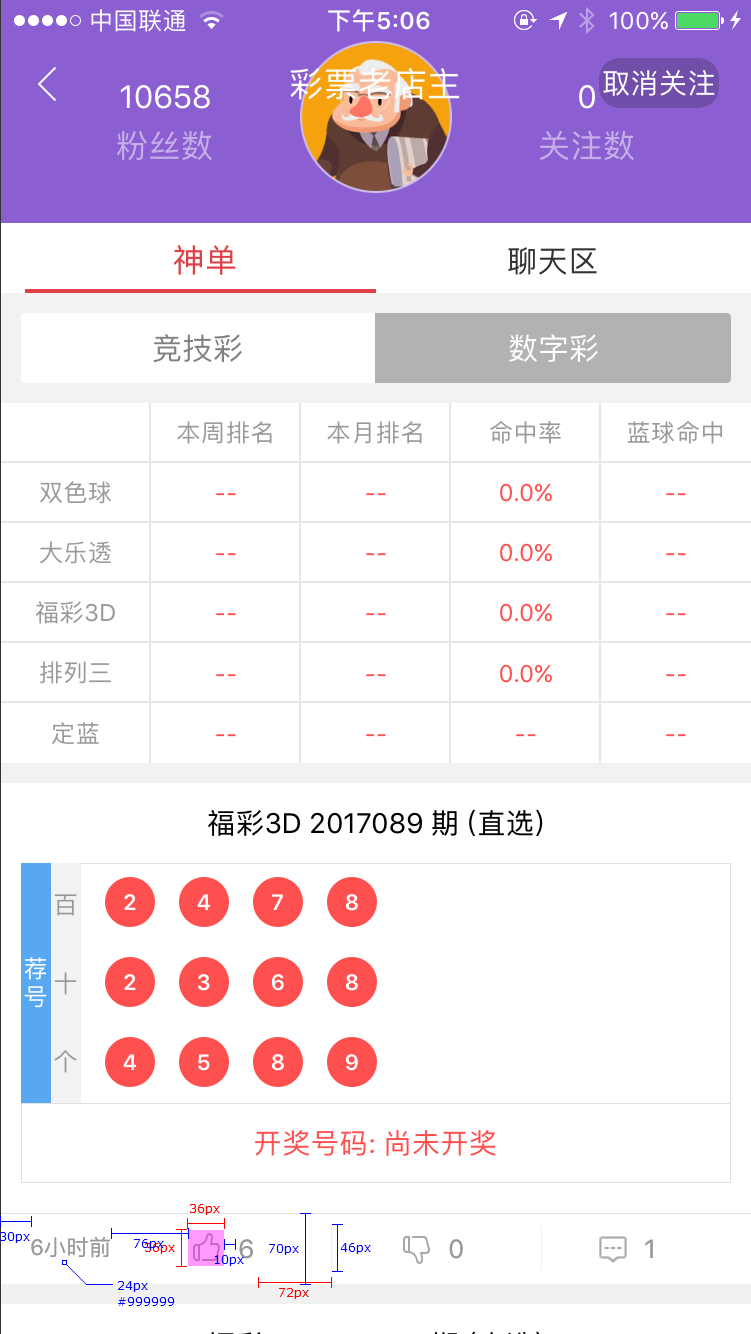 中国联通 下午5:06 100%
彩票老店主
10658 0 取消关注
粉丝数 关注数
神单 聊天区
竞技彩 数字彩
本周排名 本月排名 命中率 蓝球命中
双色球 -- -- 0.0% --
大乐透 -- -- 0.0% --
福彩3D -- -- 0.0% --
排列三 -- -- 0.0% --
定蓝 -- -- -- --
福彩3D 2017089 期 (直选)
荐号
百 2 4 7 8
十 2 3 6 8
个 4 5 8 9
开奖号码: 尚未开奖
36px
30px 76px 36px 10px 70px 46px
6小时前 6 0 1
24px 72px
#999999